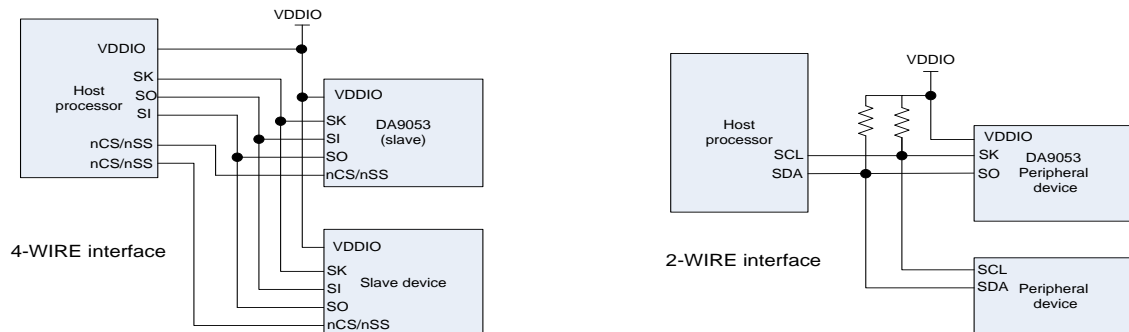 VDDIO
VDDIO
SK
SO
SI
nCS/nSS
nCS/nSS
Host
processor
VDDIO
SK
SI
SO
nCS/nSS
DA9053
(slave)
VDDIO
SK
SI
SO
nCS/nSS
Slave device
4-WIRE interface
VDDIO
Host
processor
SCL
SDA
VDDIO
SK
SO
DA9053
Peripheral
device
SCL
SDA
Peripheral
device
2-WIRE interface